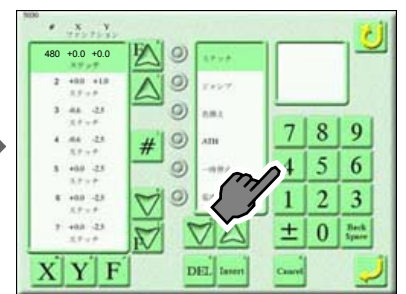 5030
# X Y
ファンクション
480 +0.0 +0.0
ステッチ
2 +0.0 +1.0
ステッチ
3 -0.6 -2.5
ステッチ
4 -0.6 -2.5
ステッチ
5 +0.0 -2.5
ステッチ
6 +0.0 -2.5
ステッチ
7 +0.0 -2.5
ステッチ
#
ステッチ
ジャンプ
色換え
ATH
7 8 9
4 5 6
1 2 3
± 0 Back Space
X Y F
DEL Insert Cancel